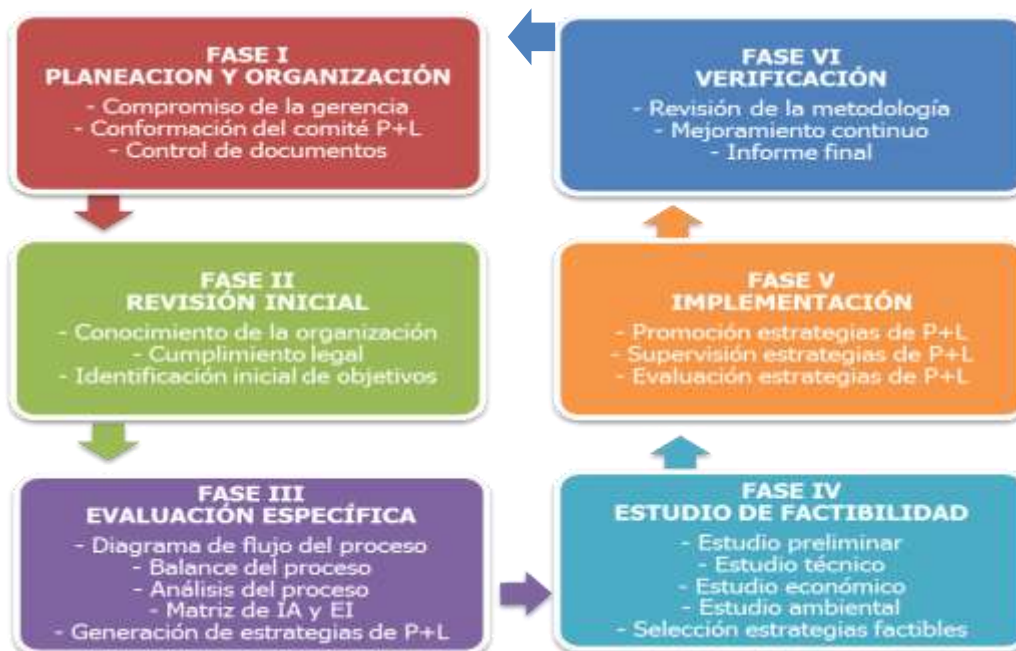 FASE I
PLANEACION Y ORGANIZACIÓN
- Compromiso de la gerencia
- Conformación del comité P+L
- Control de documentos
FASE II
REVISIÓN INICIAL
- Conocimiento de la organización
- Cumplimiento legal
- Identificación inicial de objetivos
FASE III
EVALUACIÓN ESPECÍFICA
- Diagrama de flujo del proceso
- Balance del proceso
- Análisis del proceso
- Matriz de IA y EI
- Generación de estrategias de P+L
FASE IV
ESTUDIO DE FACTIBILIDAD
- Estudio preliminar
- Estudio técnico
- Estudio económico
- Estudio ambiental
- Selección estrategias factibles
FASE V
IMPLEMENTACIÓN
- Promoción estrategias de P+L
- Supervisión estrategias de P+L
- Evaluación estrategias de P+L
FASE VI
VERIFICACIÓN
- Revisión de la metodología
- Mejoramiento continuo
- Informe final